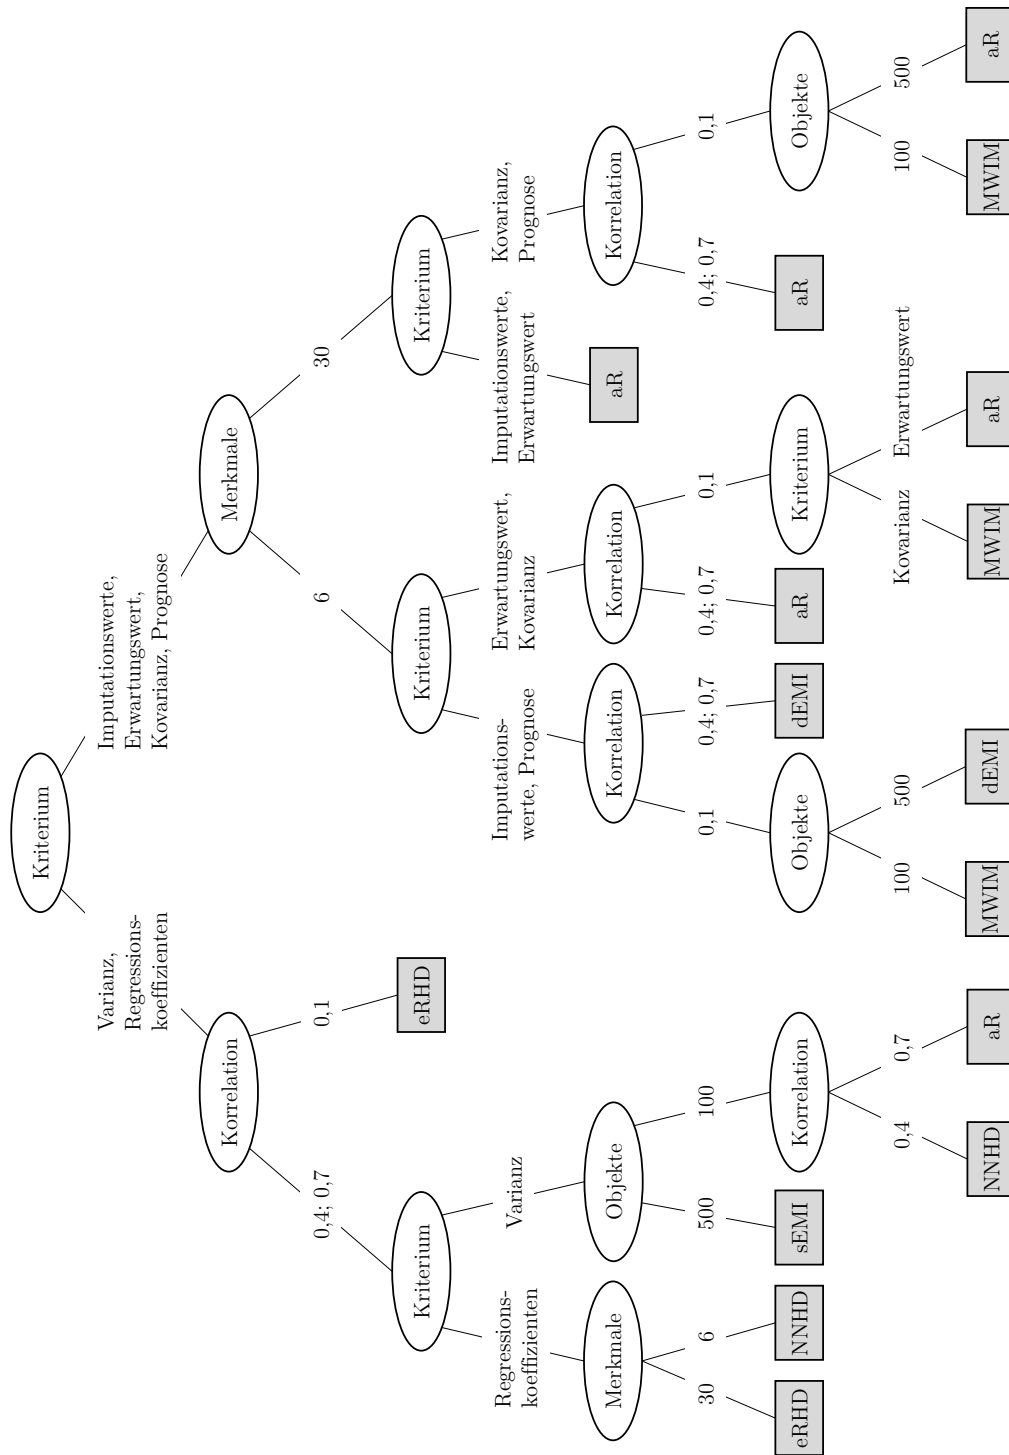 Kriterium
Varianz,
Regressions-
koeffizienten
Imputationswerte,
Erwartungswert,
Kovarianz, Prognose
Korrelation
Merkmale
0,4; 0,7
0,1
6
30
Kriterium
eRHD
Kriterium
Kriterium
Regressions-
koeffizienten
Varianz
Imputations-
werte, Prognose
Erwartungswert,
Kovarianz
Imputationswerte,
Erwartungswert
Kovarianz,
Prognose
Merkmale
Objekte
Korrelation
Korrelation
aR
Korrelation
30
6
500
100
0,1
0,4; 0,7
0,4; 0,7
0,1
0,4; 0,7
0,1
eRHD
NNHD
sEMI
Korrelation
Objekte
dEMI
aR
Kriterium
aR
Objekte
0,4
0,7
100
500
Kovarianz
Erwartungswert
100
500
NNHD
aR
MWIM
dEMI
MWIM
aR
MWIM
aR